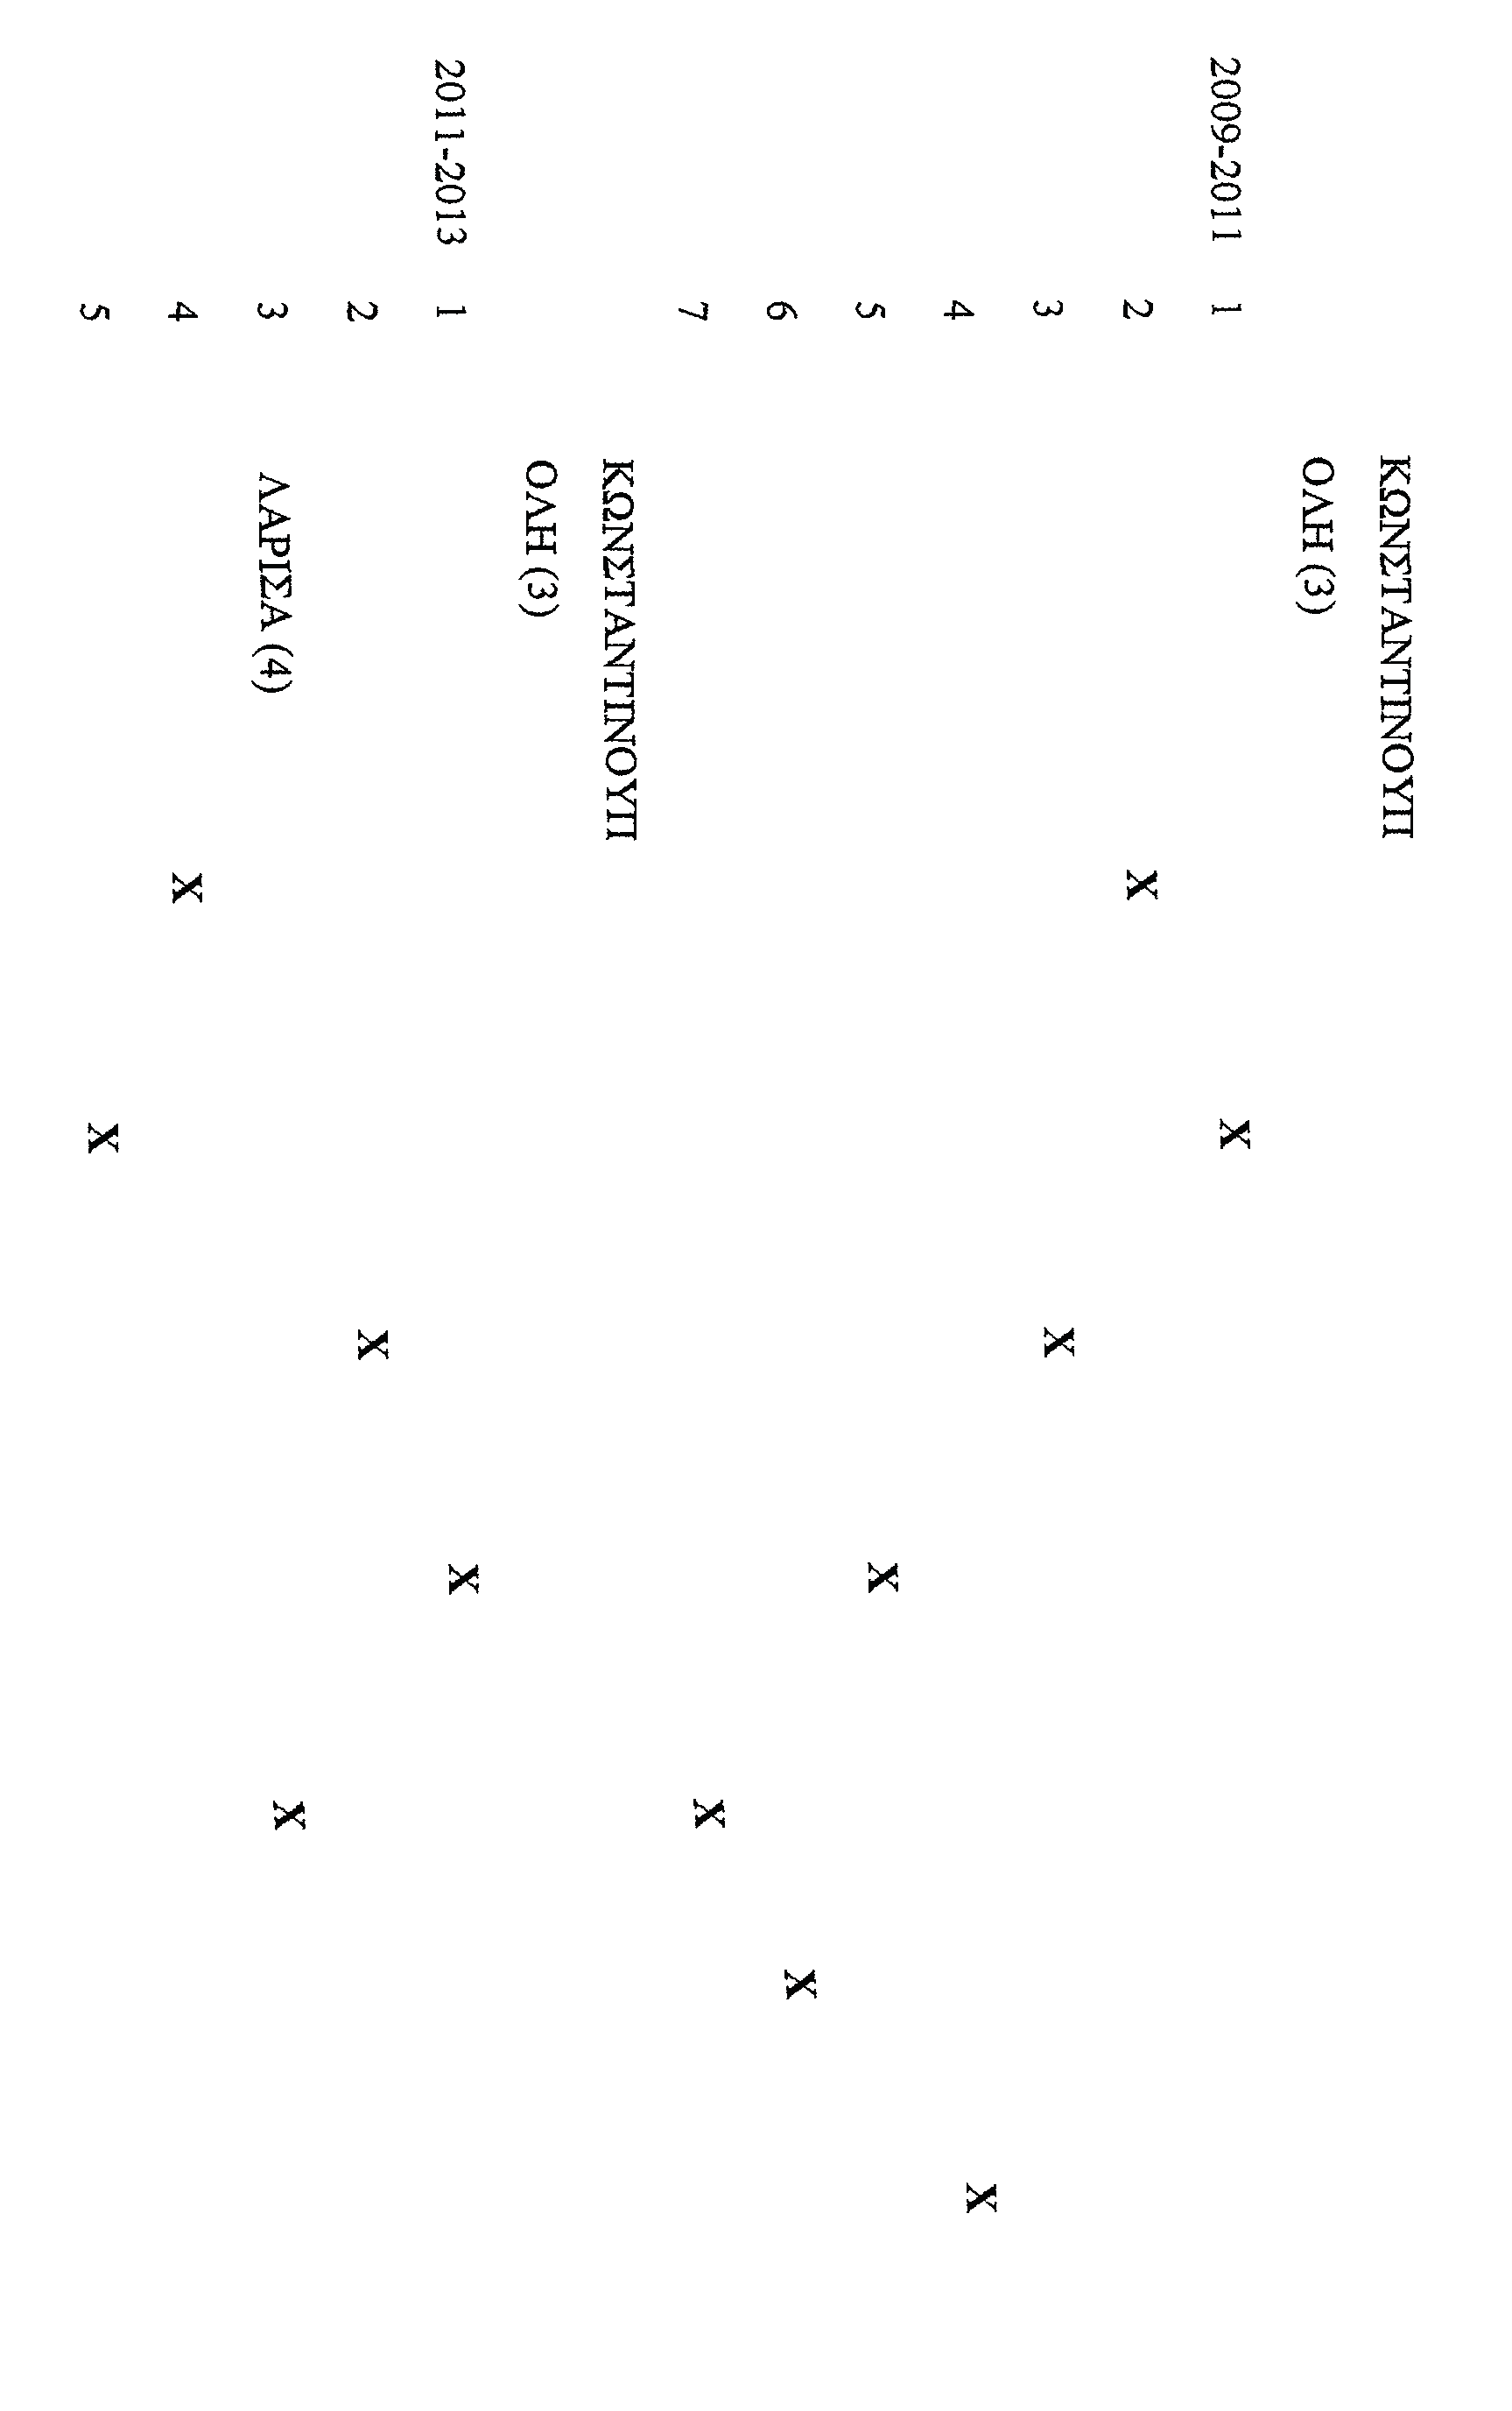 ΚΩΝΣΤΑΝΤΙΝΟΥΠ
ΟΛΗ (3)
2009-2011 1 X
2 X
3 X
4 X
5 X
6 X
7 X
ΚΩΝΣΤΑΝΤΙΝΟΥΠ
ΟΛΗ (3)
2011-2013 1 X
2 X
3 ΛΑΡΙΣΑ (4) X
4 X
5 X